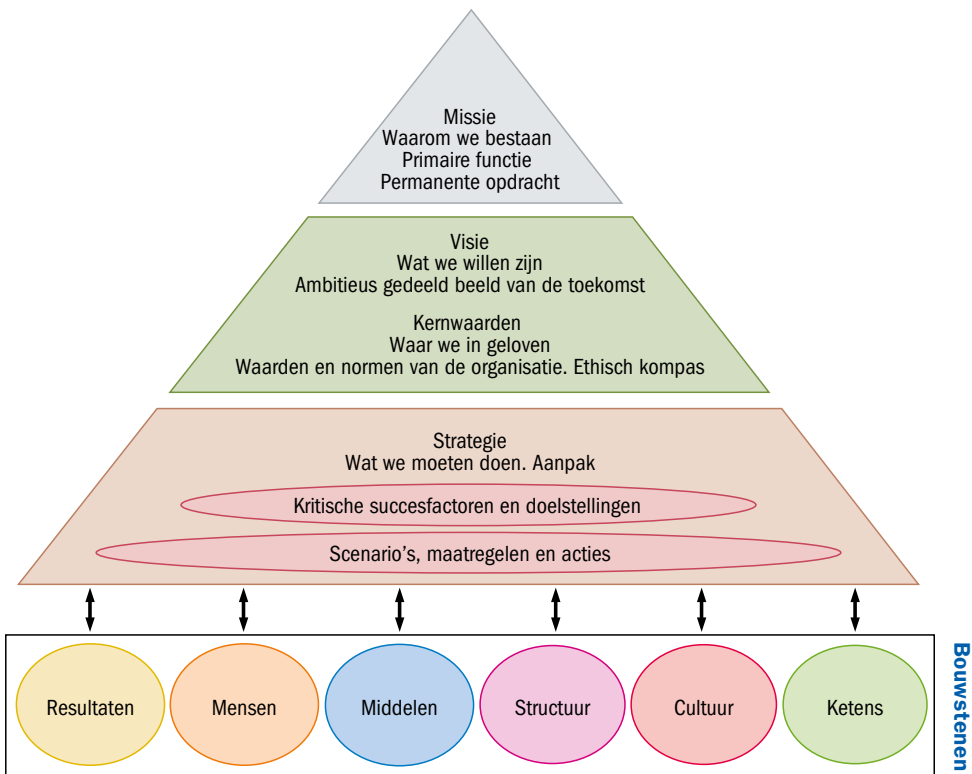 Missie
Waarom we bestaan
Primaire functie
Permanente opdracht
Visie
Wat we willen zijn
Ambitieus gedeeld beeld van de toekomst
Kernwaarden
Waar we in geloven
Waarden en normen van de organisatie. Ethisch kompas
Strategie
Wat we moeten doen. Aanpak
Kritische succesfactoren en doelstellingen
Scenario's, maatregelen en acties
Resultaten
Mensen
Middelen
Structuur
Cultuur
Ketens
Bouwstenen